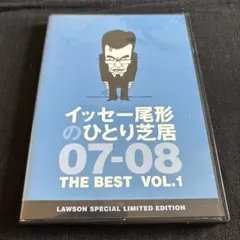 イッセー尾形
のひとり芝居
07-08
THE BEST VOL.1
LAWSON SPECIAL LIMITED EDITION